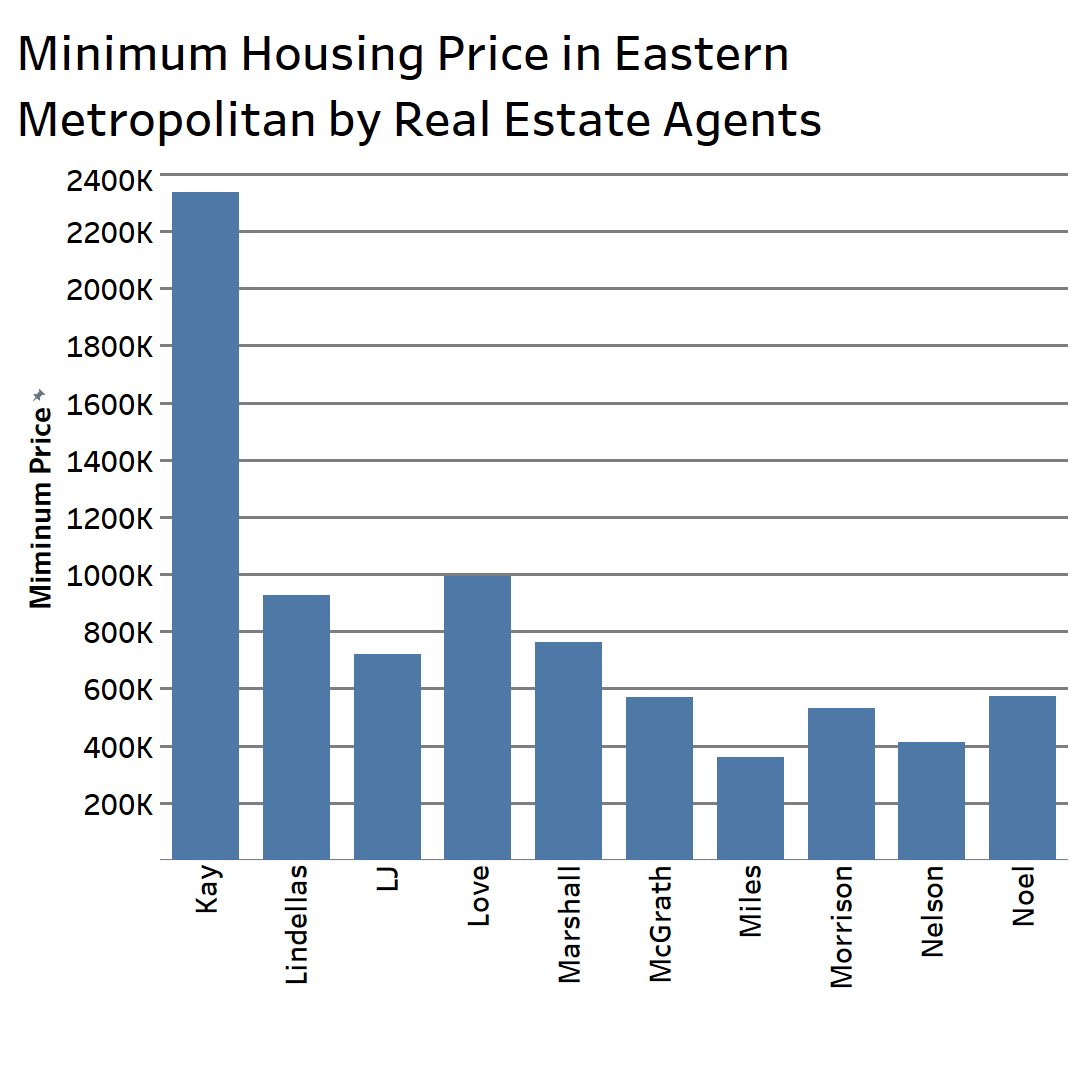 Minimum Housing Price in Eastern
Metropolitan by Real Estate Agents
2400K
2200K
2000K
1800K
1600K
1400K
1200K
1000K
800K
600K
400K
200K
Miminum Price
Kay
Lindellas
LJ
Love
Marshall
McGrath
Miles
Morrison
Nelson
Noel